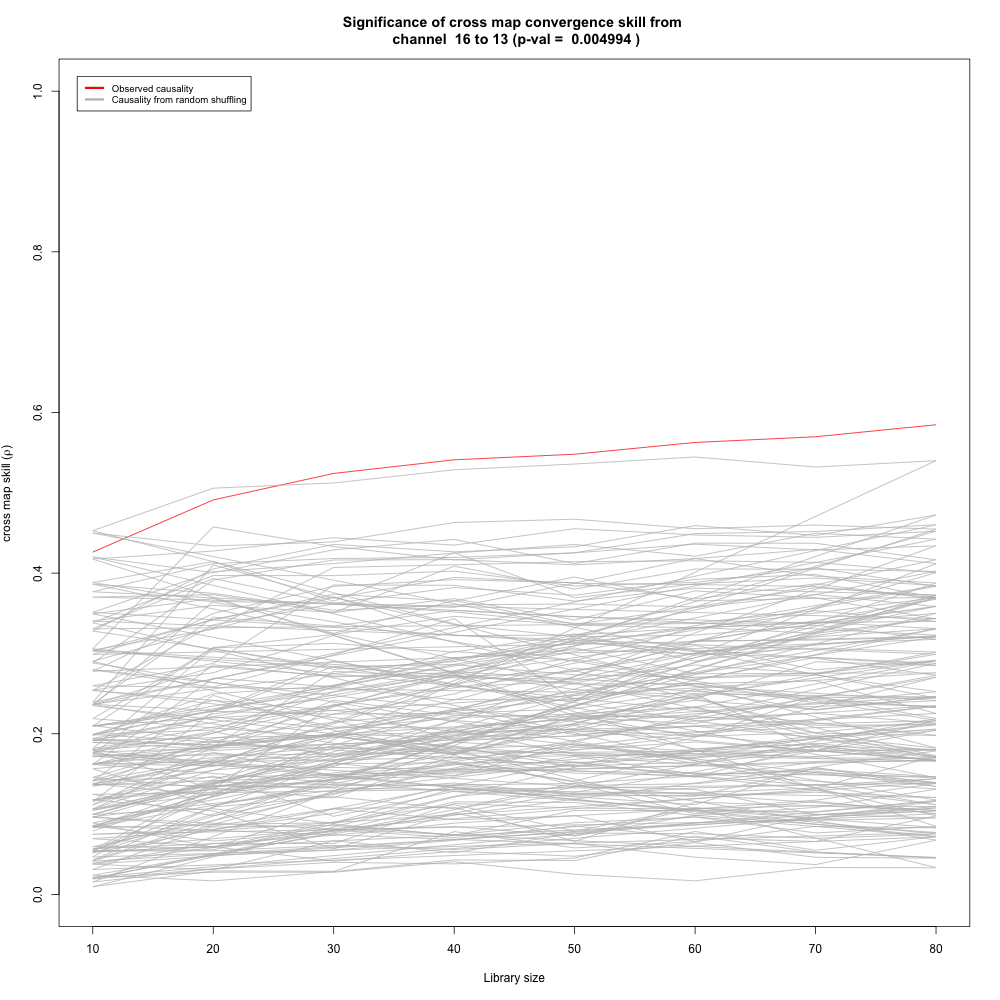 Significance of cross map convergence skill from
channel  16 to 13 (p-val =  0.004994 )
Observed causality
Causality from random shuffling
cross map skill (ρ)
1.0
0.8
0.6
0.4
0.2
0.0
10 20 30 40 50 60 70 80
Library size